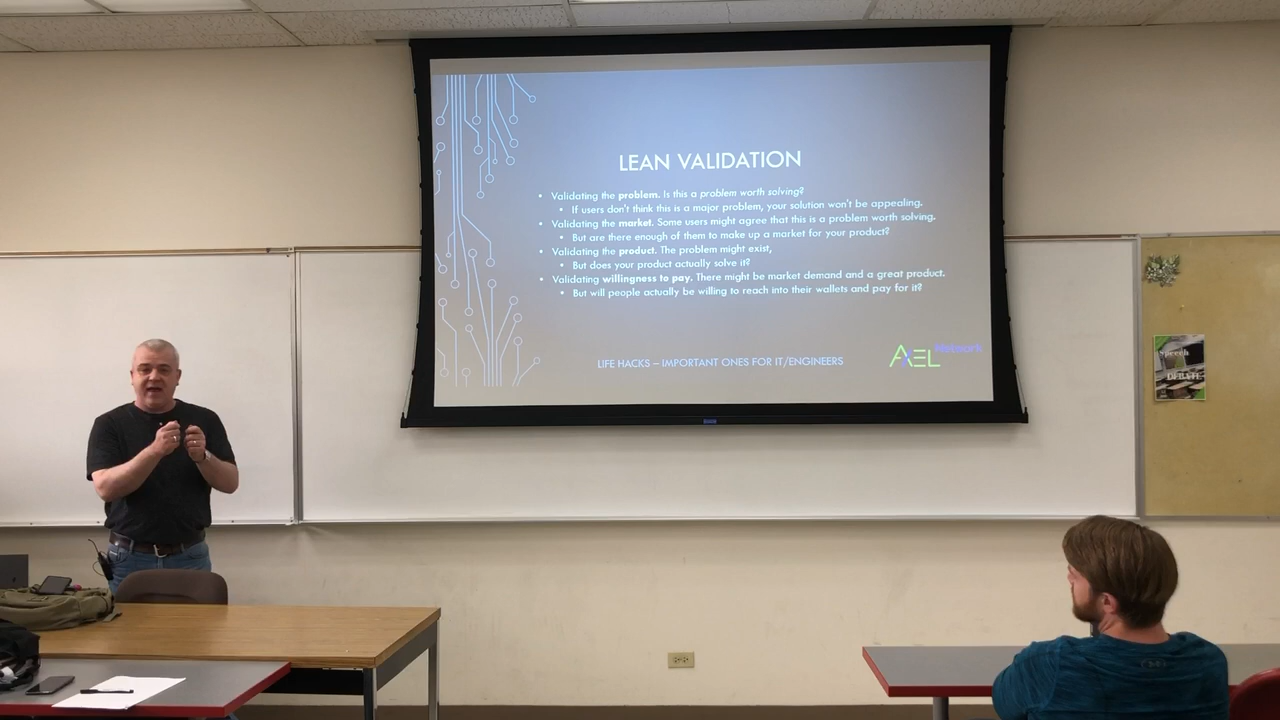 LEAN VALIDATION
• Validating the problem. Is this a problem worth solving?
• If users don't think this is a major problem, your solution won't be appealing.
• Validating the market. Some users might agree that this is a problem worth solving.
• But are there enough of them to make up a market for your product?
• Validating the product. The problem might exist,
• But does your product actually solve it?
• Validating willingness to pay. There might be market demand and a great product.
• But will people actually be willing to reach into their wallets and pay for it?
LIFE HACKS – IMPORTANT ONES FOR IT/ENGINEERS
AXEL Network
Speech
DEBATE